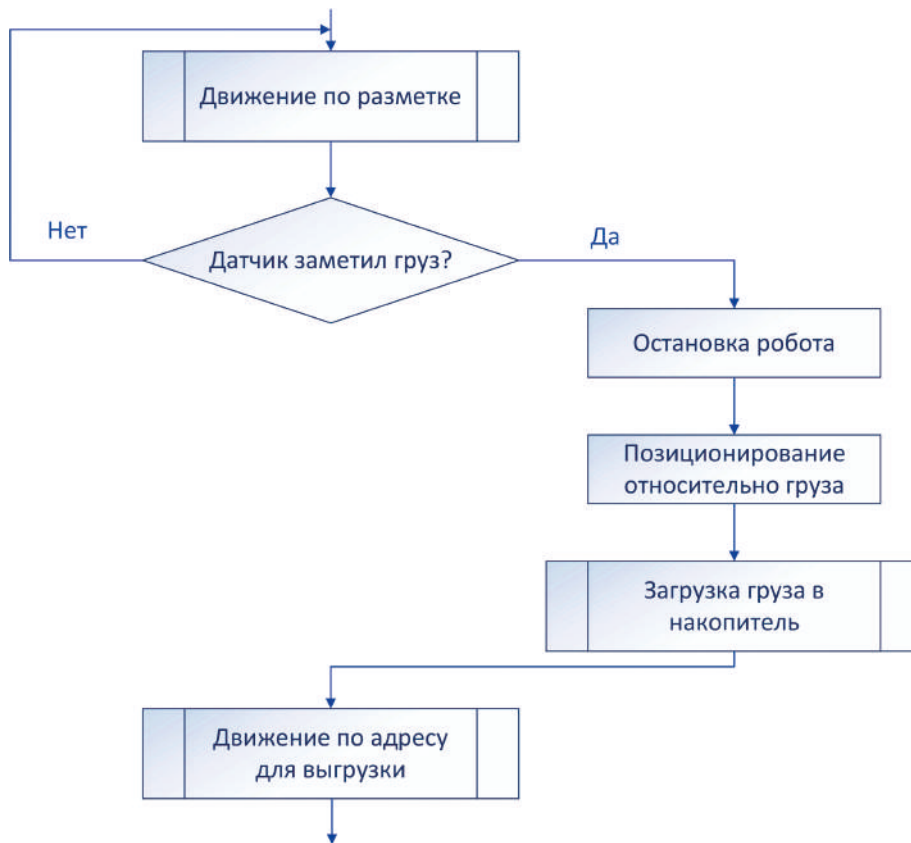 Движение по разметке
Нет
Датчик заметил груз?
Да
Остановка робота
Позиционирование
относительно груза
Загрузка груза в
накопитель
Движение по адресу
для выгрузки